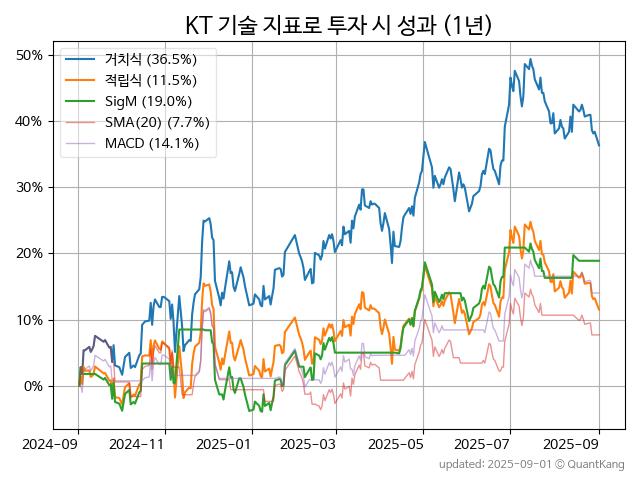 KT 기술 지표로 투자 시 성과 (1년)
거치식 (36.5%)
적립식 (11.5%)
SigM (19.0%)
SMA(20) (7.7%)
MACD (14.1%)
50%
40%
30%
20%
10%
0%
2024-09 2024-11 2025-01 2025-03 2025-05 2025-07 2025-09
updated: 2025-09-01 © QuantKang